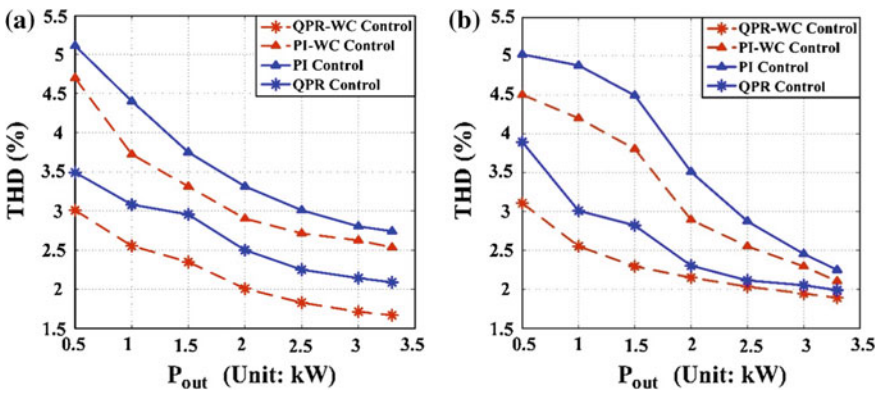 (a)
5.5
5
4.5
4
3.5
3
2.5
2
1.5
THD (%)
QPR-WC Control
PI-WC Control
PI Control
QPR Control
0.5 1 1.5 2 2.5 3 3.5
Pout (Unit: kW)
(b)
5.5
5
4.5
4
3.5
3
2.5
2
1.5
THD (%)
QPR-WC Control
PI-WC Control
PI Control
QPR Control
0.5 1 1.5 2 2.5 3 3.5
Pout (Unit: kW)